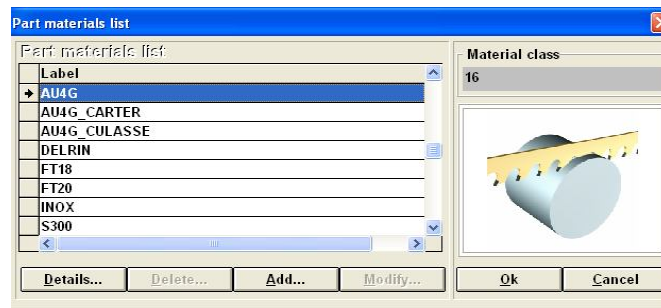 Part materials list
Part materials list
Material class
Label
16
AU4G
AU4G_CARTER
AU4G_CULASSE
DELRIN
FT18
FT20
INOX
S300
Details... Delete... Add... Modify... Ok Cancel